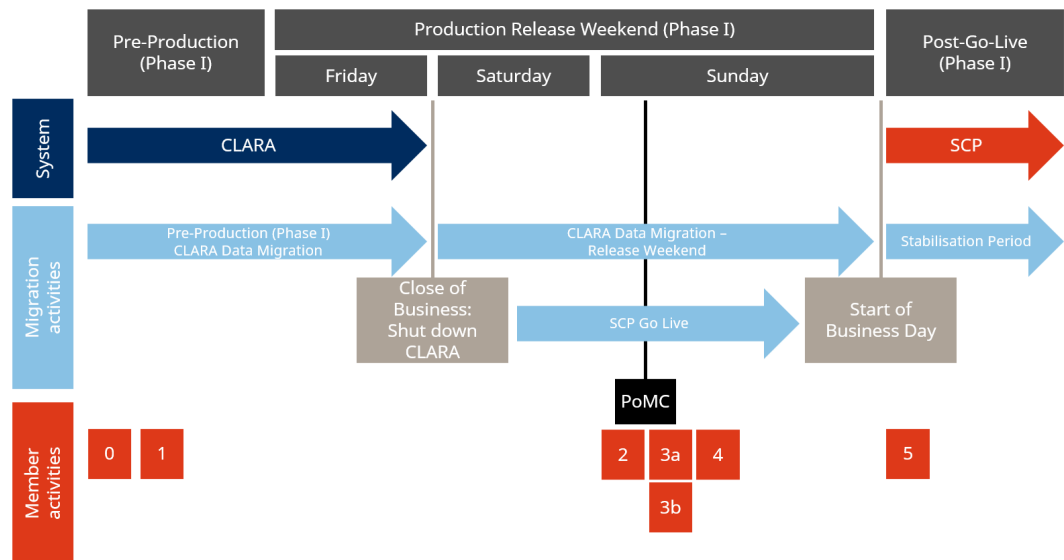 Pre-Production
(Phase I)
Production Release Weekend (Phase I)
Post-Go-Live
(Phase I)
Friday
Saturday
Sunday
System
CLARA
SCP
Migration
activities
Pre-Production (Phase I)
CLARA Data Migration
CLARA Data Migration –
Release Weekend
Stabilisation Period
Close of
Business:
Shut down
CLARA
SCP Go Live
Start of
Business Day
PoMC
Member
activities
0
1
2
3a
4
5
3b